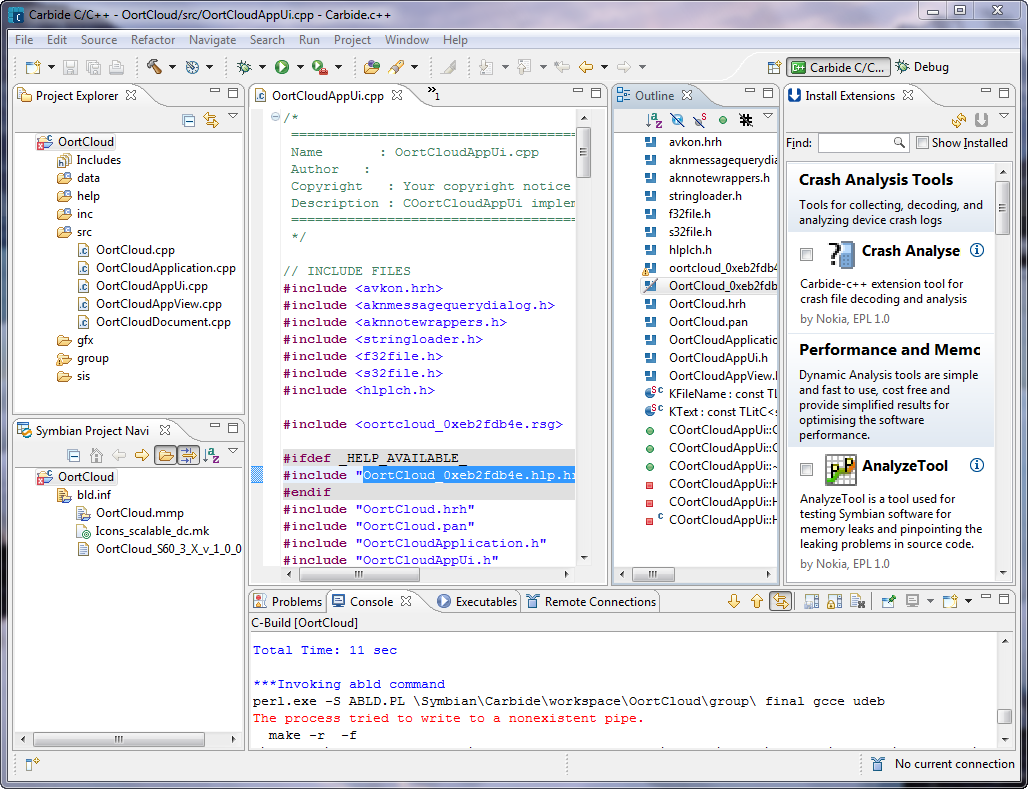 Carbide C/C++ - OortCloud/src/OortCloudAppUi.cpp - Carbide.c++
File Edit Source Refactor Navigate Search Run Project Window Help
Carbide C/C... Debug
Project Explorer
OortCloud
Includes
data
help
inc
src
OortCloud.cpp
OortCloudApplication.cpp
OortCloudAppUi.cpp
OortCloudAppView.cpp
OortCloudDocument.cpp
gfx
group
sis
Symbian Project Navi
OortCloud
bld.inf
OortCloud.mmp
Icons_scalable_dc.mk
OortCloud_S60_3_X_v_1_0_0
OortCloudAppUi.cpp
»1
/*
============================================
Name : OortCloudAppUi.cpp
Author :
Copyright : Your copyright notice
Description : COortCloudAppUi implem
============================================
*/
// INCLUDE FILES
#include <avkon.hrh>
#include <aknmessagequerydialog.h>
#include <aknnotewrappers.h>
#include <stringloader.h>
#include <f32file.h>
#include <s32file.h>
#include <hlplch.h>
#include <oortcloud_0xeb2fdb4e.rsg>
#ifdef _HELP_AVAILABLE_
#include "OortCloud_0xeb2fdb4e.hlp.hr
#endif
#include "OortCloud.hrh"
#include "OortCloud.pan"
#include "OortCloudApplication.h"
#include "OortCloudAppUi.h"
Outline
avkon.hrh
aknmessagequerydia
aknnotewrappers.h
stringloader.h
f32file.h
s32file.h
hlplch.h
oortcloud_0xeb2fdb4
OortCloud_0xeb2fdb
OortCloud.hrh
OortCloud.pan
OortCloudApplicatio
OortCloudAppUi.h
OortCloudAppView.h
KFileName : const TLi
KText : const TLitC<s
COortCloudAppUi::C
COortCloudAppUi::C
COortCloudAppUi::~
COortCloudAppUi::H
COortCloudAppUi::H
COortCloudAppUi::H
Install Extensions
Find: Show Installed
Crash Analysis Tools
Tools for collecting, decoding, and
analyzing device crash logs
Crash Analyse
Carbide-c++ extension tool for
crash file decoding and analysis
by Nokia, EPL 1.0
Performance and Memc
Dynamic Analysis tools are simple
and fast to use, cost free and
provide simplified results for
optimising the software
performance.
AnalyzeTool
AnalyzeTool is a tool used for
testing Symbian software for
memory leaks and pinpointing the
leaking problems in source code.
by Nokia, EPL 1.0
Problems Console Executables Remote Connections
C-Build [OortCloud]
Total Time: 11 sec
***Invoking abld command
perl.exe -S ABLD.PL \Symbian\Carbide\workspace\OortCloud\group\ final gcce udeb
The process tried to write to a nonexistent pipe.
make -r -f
No current connection